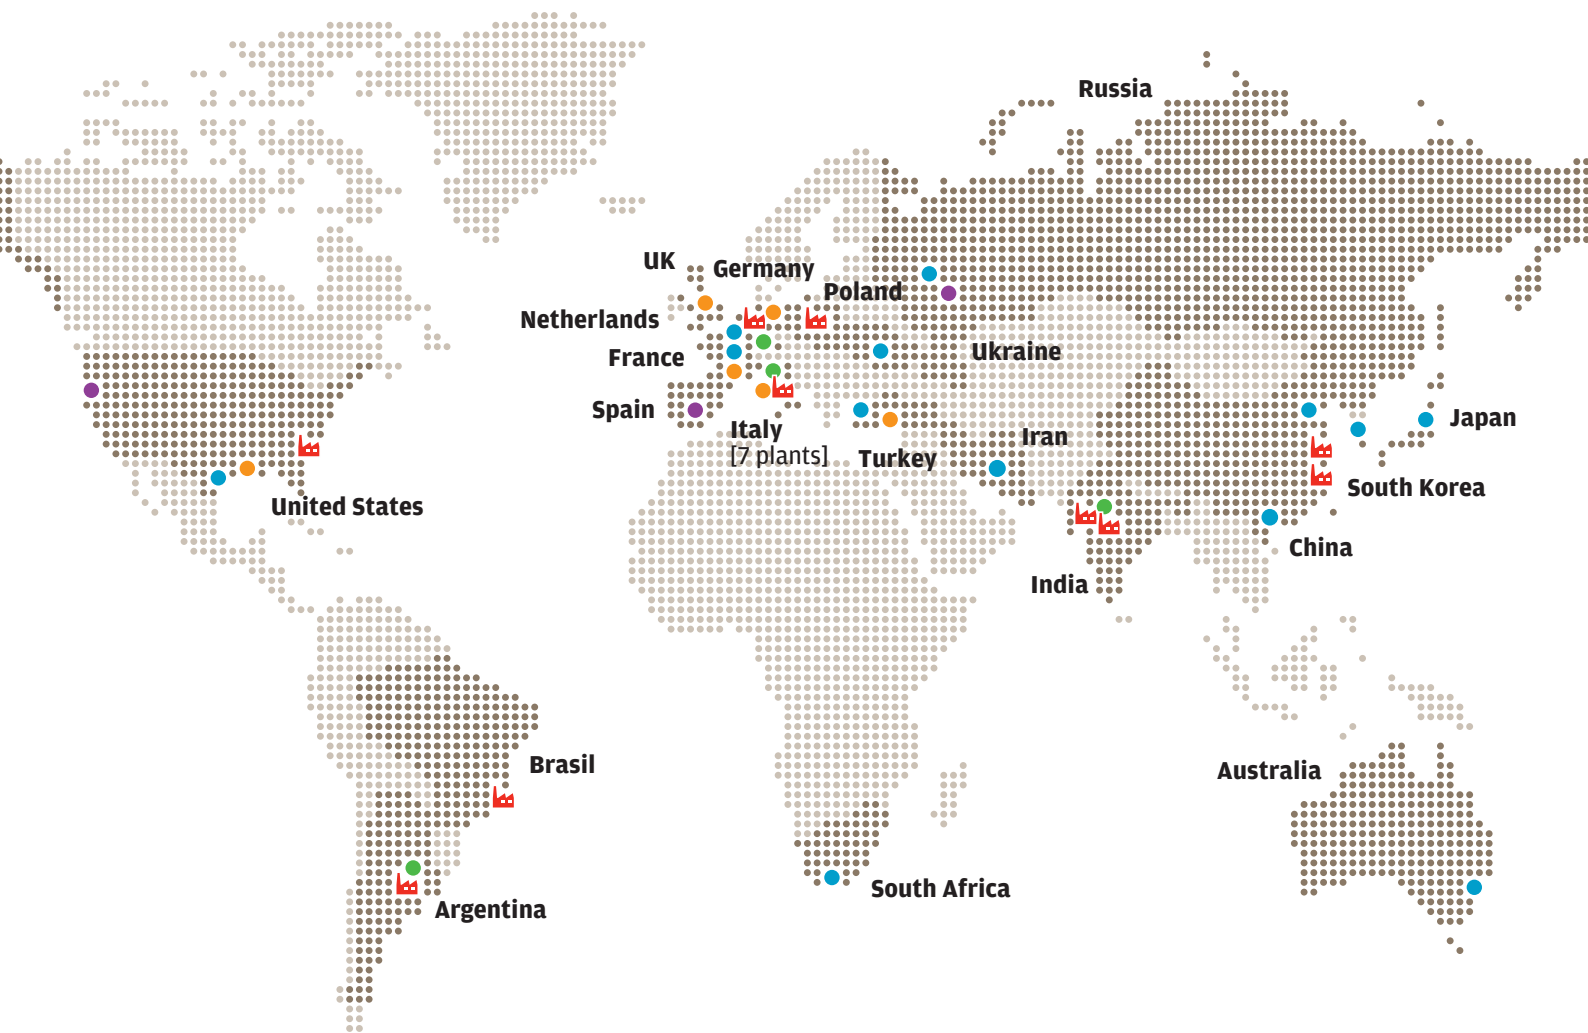 Russia
UK
Germany
Poland
Netherlands
Ukraine
France
Spain
Japan
Italy
[7 plants]
Iran
Turkey
South Korea
United States
China
India
Brasil
Australia
South Africa
Argentina